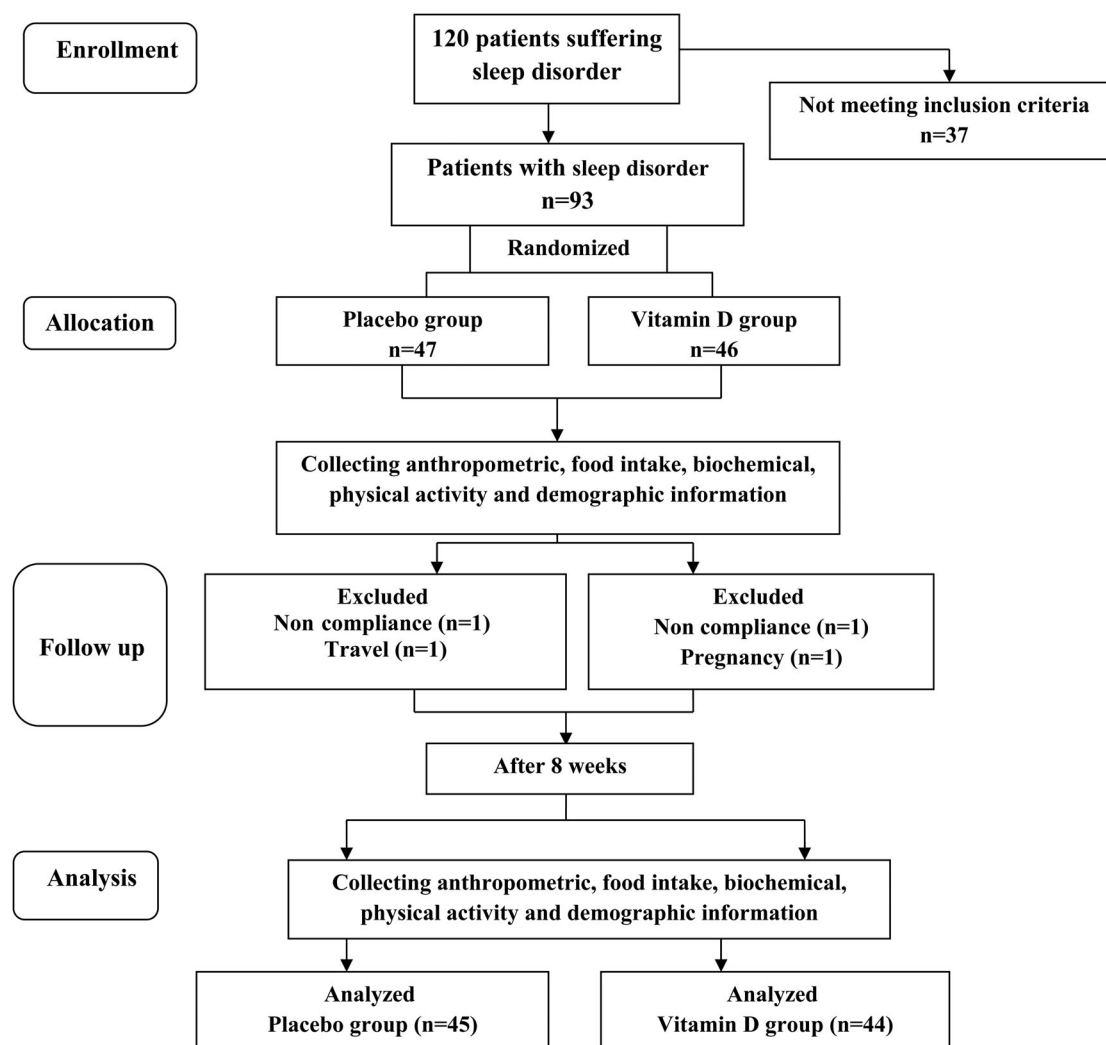 Enrollment
120 patients suffering
sleep disorder
Not meeting inclusion criteria
n=37
Patients with sleep disorder
n=93
Randomized
Allocation
Placebo group
n=47
Vitamin D group
n=46
Collecting anthropometric, food intake, biochemical,
physical activity and demographic information
Follow up
Excluded
Non compliance (n=1)
Travel (n=1)
Excluded
Non compliance (n=1)
Pregnancy (n=1)
After 8 weeks
Analysis
Collecting anthropometric, food intake, biochemical,
physical activity and demographic information
Analyzed
Placebo group (n=45)
Analyzed
Vitamin D group (n=44)